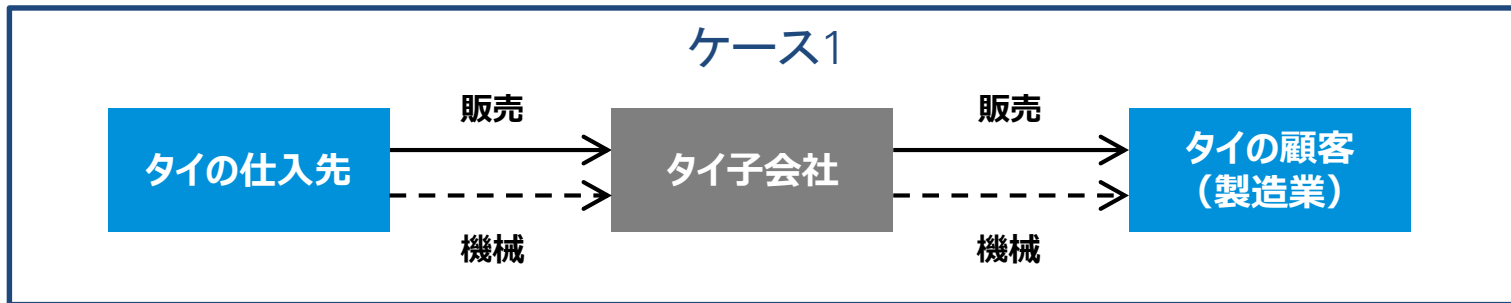 ケース1
販売
販売
タイの仕入先
タイ子会社
タイの顧客
（製造業）
機械
機械